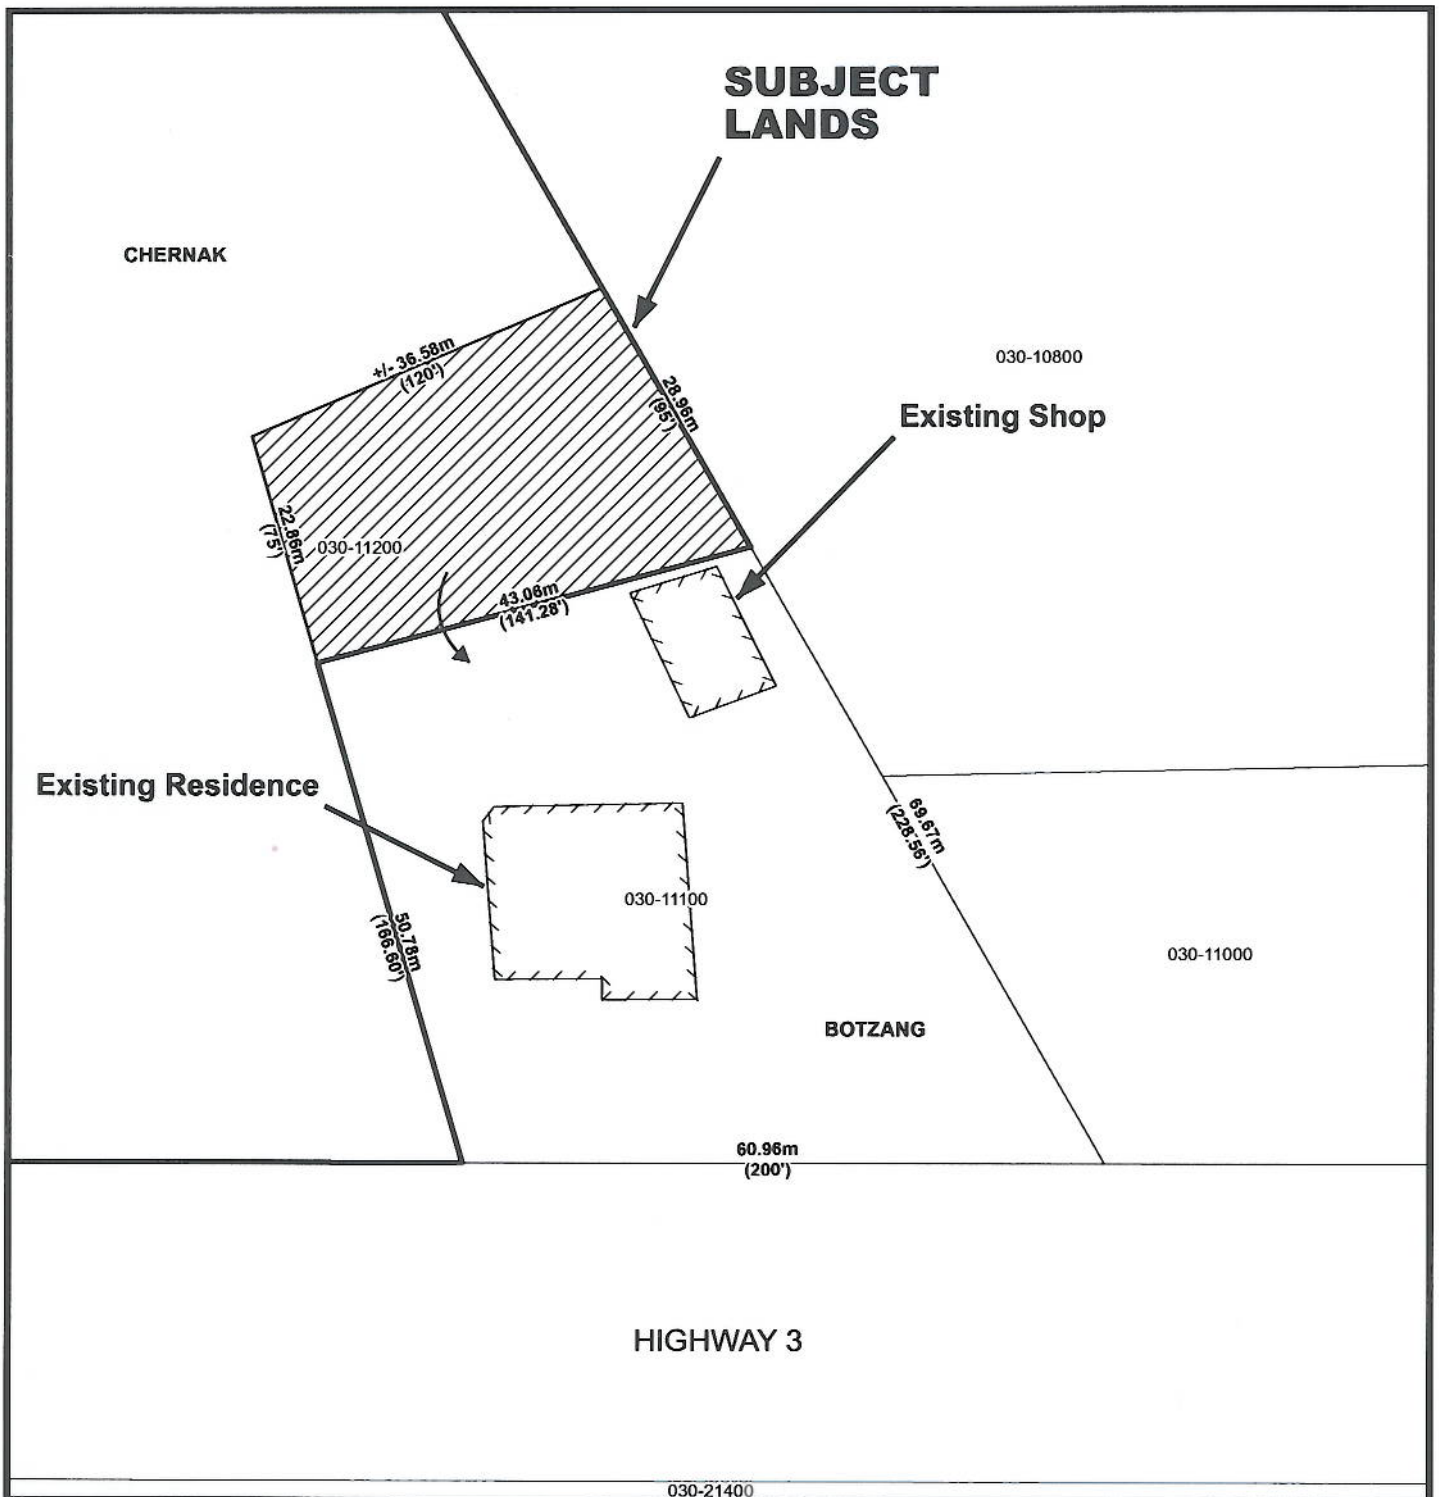 SUBJECT
LANDS
CHERNAK
+/- 36.58m
(120')
28.96m
(95')
030-10800
Existing Shop
22.86m
(75')
030-11200
43.06m
(141.28')
Existing Residence
69.67m
(228.56')
030-11100
50.78m
(166.60')
030-11000
BOTZANG
60.96m
(200')
HIGHWAY 3
030-21400